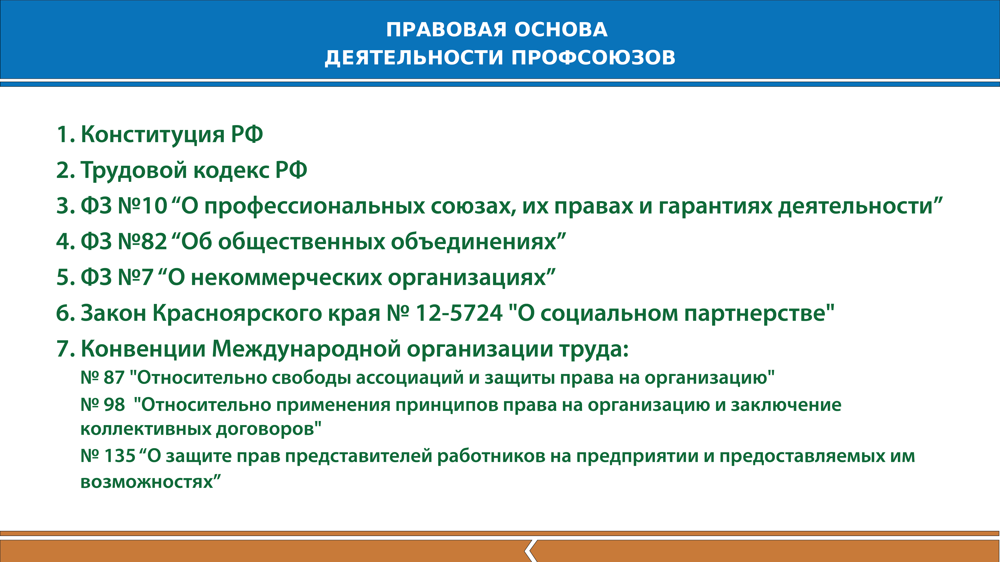 ПРАВОВАЯ ОСНОВА
ДЕЯТЕЛЬНОСТИ ПРОФСОЮЗОВ
1. Конституция РФ
2. Трудовой кодекс РФ
3. ФЗ №10 “О профессиональных союзах, их правах и гарантиях деятельности”
4. ФЗ №82 “Об общественных объединениях”
5. ФЗ №7 “О некоммерческих организациях”
6. Закон Красноярского края № 12-5724 "О социальном партнерстве"
7. Конвенции Международной организации труда:
№ 87 "Относительно свободы ассоциаций и защиты права на организацию"
№ 98 "Относительно применения принципов права на организацию и заключение
коллективных договоров"
№ 135 “О защите прав представителей работников на предприятии и предоставляемых им
возможностях”